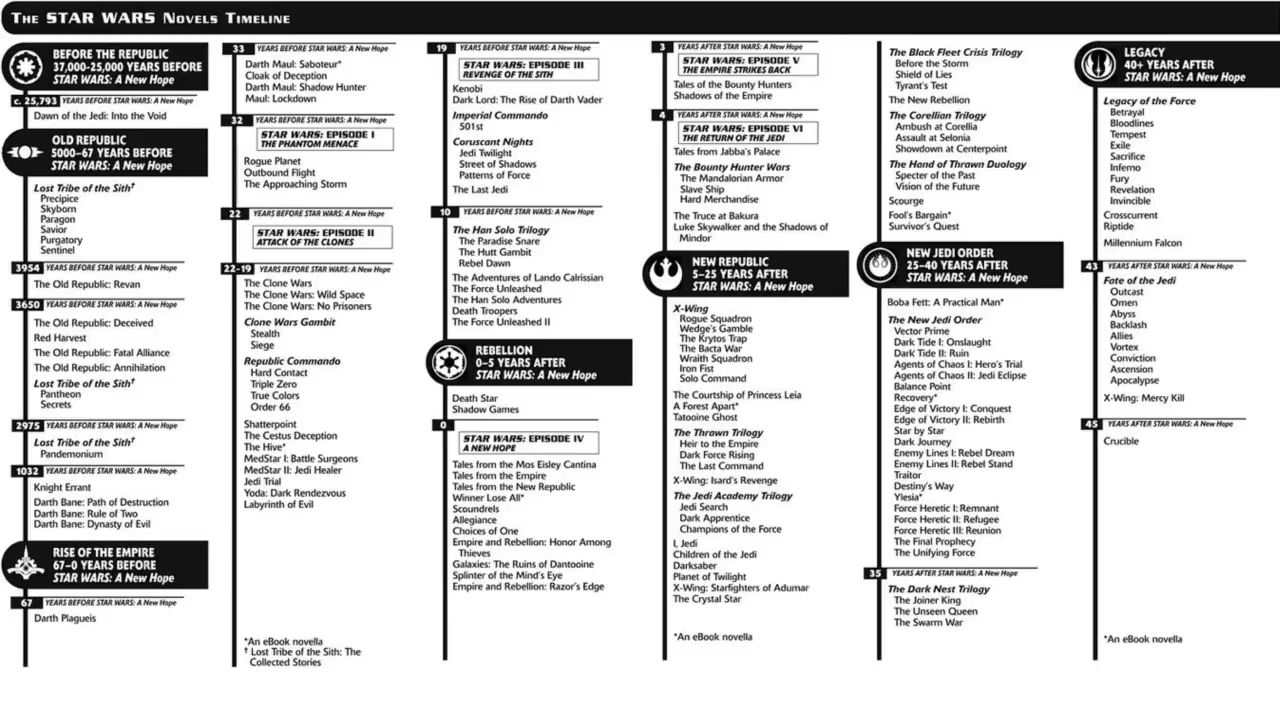 THE STAR WARS NOVELS TIMELINE
BEFORE THE REPUBLIC
37,000-25,000 YEARS BEFORE
STAR WARS: A New Hope
c. 25,793 YEARS BEFORE STAR WARS: A New Hope
Dawn of the Jedi: Into the Void
OLD REPUBLIC
5000–67 YEARS BEFORE
STAR WARS: A New Hope
Lost Tribe of the Sith†
Precipice
Skyborn
Paragon
Savior
Purgatory
Sentinel
3954 YEARS BEFORE STAR WARS: A New Hope
The Old Republic: Revan
3650 YEARS BEFORE STAR WARS: A New Hope
The Old Republic: Deceived
Red Harvest
The Old Republic: Fatal Alliance
The Old Republic: Annihilation
Lost Tribe of the Sith†
Pantheon
Secrets
2975 YEARS BEFORE STAR WARS: A New Hope
Lost Tribe of the Sith†
Pandemonium
1032 YEARS BEFORE STAR WARS: A New Hope
Knight Errant
Darth Bane: Path of Destruction
Darth Bane: Rule of Two
Darth Bane: Dynasty of Evil
RISE OF THE EMPIRE
67–0 YEARS BEFORE
STAR WARS: A New Hope
67 YEARS BEFORE STAR WARS: A New Hope
Darth Plagueis
33 YEARS BEFORE STAR WARS: A New Hope
Darth Maul: Saboteur*
Cloak of Deception
Darth Maul: Shadow Hunter
Maul: Lockdown
32 YEARS BEFORE STAR WARS: A New Hope
STAR WARS: EPISODE I
THE PHANTOM MENACE
Rogue Planet
Outbound Flight
The Approaching Storm
22 YEARS BEFORE STAR WARS: A New Hope
STAR WARS: EPISODE II
ATTACK OF THE CLONES
22-19 YEARS BEFORE STAR WARS: A New Hope
The Clone Wars
The Clone Wars: Wild Space
The Clone Wars: No Prisoners
Clone Wars Gambit
Stealth
Siege
Republic Commando
Hard Contact
Triple Zero
True Colors
Order 66
Shatterpoint
The Cestus Deception
The Hive*
MedStar I: Battle Surgeons
MedStar II: Jedi Healer
Jedi Trial
Yoda: Dark Rendezvous
Labyrinth of Evil
*An eBook novella
† Lost Tribe of the Sith: The
Collected Stories
19 YEARS BEFORE STAR WARS: A New Hope
STAR WARS: EPISODE III
REVENGE OF THE SITH
Kenobi
Dark Lord: The Rise of Darth Vader
Imperial Commando
501st
Coruscant Nights
Jedi Twilight
Street of Shadows
Patterns of Force
The Last Jedi
10 YEARS BEFORE STAR WARS: A New Hope
The Han Solo Trilogy
The Paradise Snare
The Hutt Gambit
Rebel Dawn
The Adventures of Lando Calrissian
The Force Unleashed
The Han Solo Adventures
Death Troopers
The Force Unleashed II
REBELLION
0–5 YEARS AFTER
STAR WARS: A New Hope
Death Star
Shadow Games
0
STAR WARS: EPISODE IV
A NEW HOPE
Tales from the Mos Eisley Cantina
Tales from the Empire
Tales from the New Republic
Winner Lose All*
Scoundrels
Allegiance
Choices of One
Empire and Rebellion: Honor Among
Thieves
Galaxies: The Ruins of Dantooine
Splinter of the Mind's Eye
Empire and Rebellion: Razor's Edge
3 YEARS AFTER STAR WARS: A New Hope
STAR WARS: EPISODE V
THE EMPIRE STRIKES BACK
Tales of the Bounty Hunters
Shadows of the Empire
4 YEARS AFTER STAR WARS: A New Hope
STAR WARS: EPISODE VI
THE RETURN OF THE JEDI
Tales from Jabba's Palace
The Bounty Hunter Wars
The Mandalorian Armor
Slave Ship
Hard Merchandise
The Truce at Bakura
Luke Skywalker and the Shadows of
Mindor
NEW REPUBLIC
5–25 YEARS AFTER
STAR WARS: A New Hope
X-Wing
Rogue Squadron
Wedge's Gamble
The Krytos Trap
The Bacta War
Wraith Squadron
Iron Fist
Solo Command
The Courtship of Princess Leia
A Forest Apart*
Tatooine Ghost
The Thrawn Trilogy
Heir to the Empire
Dark Force Rising
The Last Command
X-Wing: Isard's Revenge
The Jedi Academy Trilogy
Jedi Search
Dark Apprentice
Champions of the Force
I, Jedi
Children of the Jedi
Darksaber
Planet of Twilight
X-Wing: Starfighters of Adumar
The Crystal Star
*An eBook novella
The Black Fleet Crisis Trilogy
Before the Storm
Shield of Lies
Tyrant's Test
The New Rebellion
The Corellian Trilogy
Ambush at Corellia
Assault at Selonia
Showdown at Centerpoint
The Hand of Thrawn Duology
Specter of the Past
Vision of the Future
Scourge
Fool's Bargain*
Survivor's Quest
NEW JEDI ORDER
25–40 YEARS AFTER
STAR WARS: A New Hope
Boba Fett: A Practical Man*
The New Jedi Order
Vector Prime
Dark Tide I: Onslaught
Dark Tide II: Ruin
Agents of Chaos I: Hero's Trial
Agents of Chaos II: Jedi Eclipse
Balance Point
Recovery*
Edge of Victory I: Conquest
Edge of Victory II: Rebirth
Star by Star
Dark Journey
Enemy Lines I: Rebel Dream
Enemy Lines II: Rebel Stand
Traitor
Destiny's Way
Ylesia*
Force Heretic I: Remnant
Force Heretic II: Refugee
Force Heretic III: Reunion
The Final Prophecy
The Unifying Force
35 YEARS AFTER STAR WARS: A New Hope
The Dark Nest Trilogy
The Joiner King
The Unseen Queen
The Swarm War
LEGACY
40+ YEARS AFTER
STAR WARS: A New Hope
Legacy of the Force
Betrayal
Bloodlines
Tempest
Exile
Sacrifice
Inferno
Fury
Revelation
Invincible
Crosscurrent
Riptide
Millennium Falcon
43 YEARS AFTER STAR WARS: A New Hope
Fate of the Jedi
Outcast
Omen
Abyss
Backlash
Allies
Vortex
Conviction
Ascension
Apocalypse
X-Wing: Mercy Kill
45 YEARS AFTER STAR WARS: A New Hope
Crucible
*An eBook novella